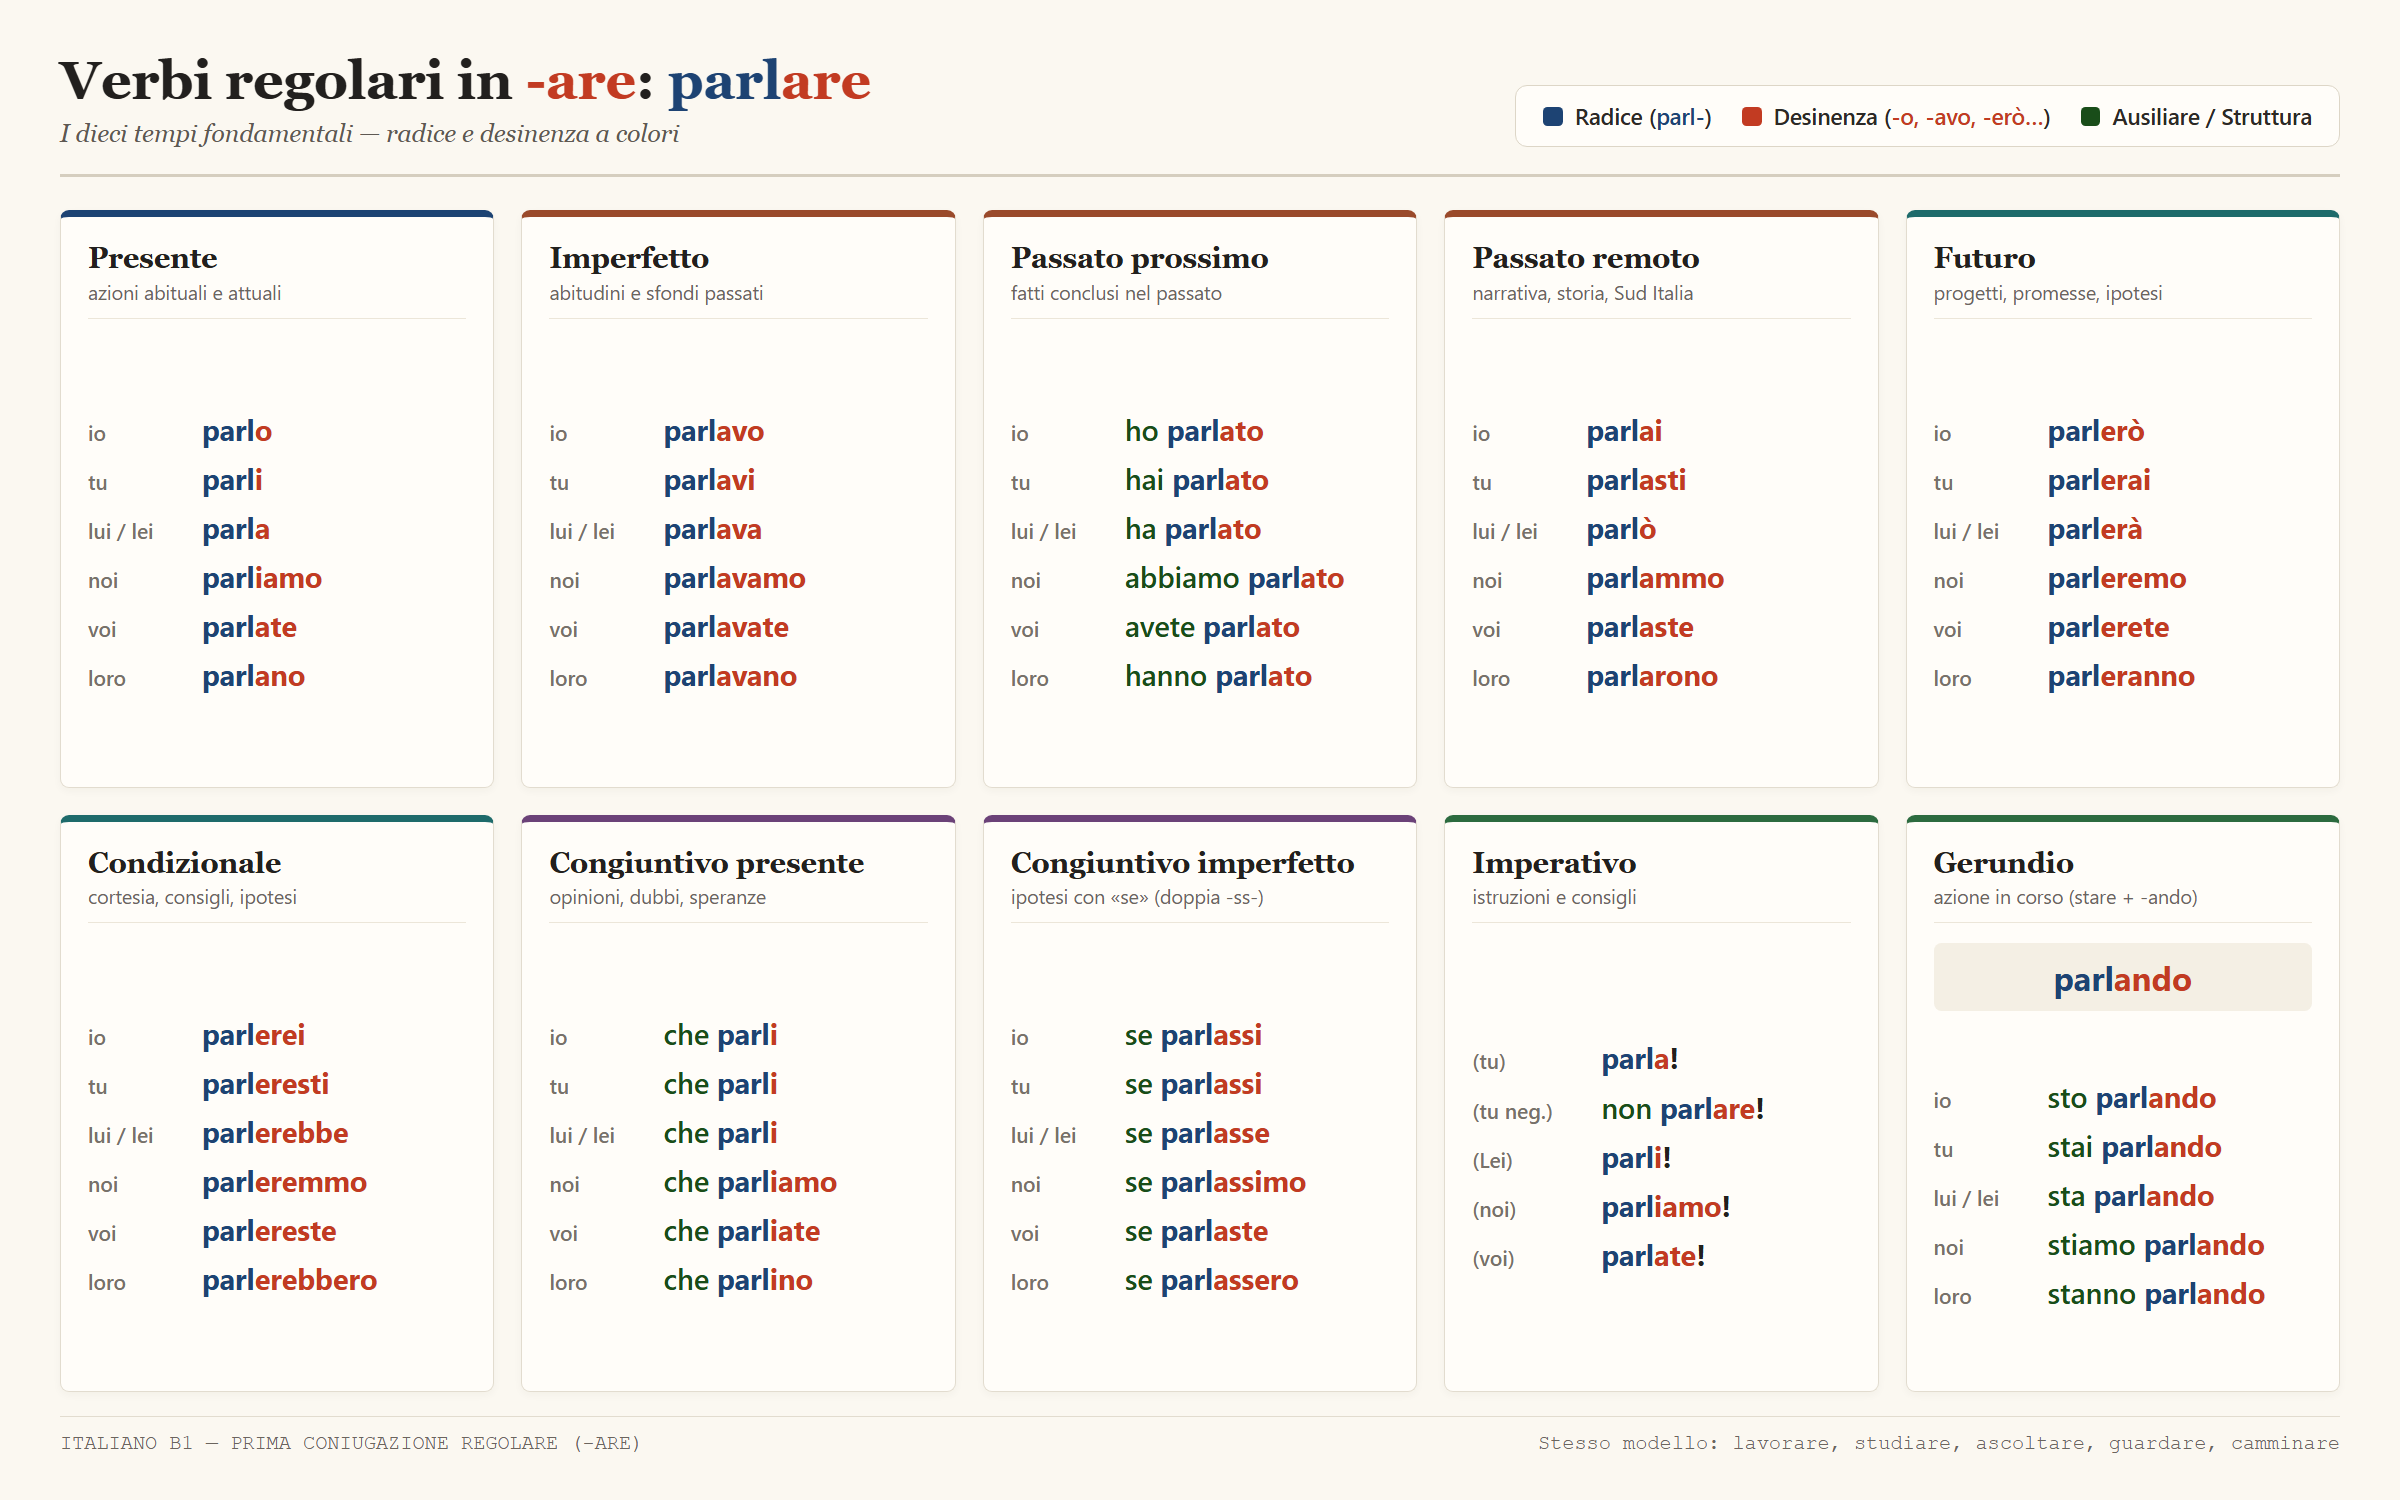 Verbi regolari in -are: parlare
I dieci tempi fondamentali — radice e desinenza a colori
Radice (parl-) Desinenza (-o, -avo, -erò...) Ausiliare / Struttura
Presente
azioni abituali e attuali
io parlo
tu parli
lui / lei parla
noi parliamo
voi parlate
loro parlano
Imperfetto
abitudini e sfondi passati
io parlavo
tu parlavi
lui / lei parlava
noi parlavamo
voi parlavate
loro parlavano
Passato prossimo
fatti conclusi nel passato
io ho parlato
tu hai parlato
lui / lei ha parlato
noi abbiamo parlato
voi avete parlato
loro hanno parlato
Passato remoto
narrativa, storia, Sud Italia
io parlai
tu parlasti
lui / lei parlò
noi parlammo
voi parlaste
loro parlarono
Futuro
progetti, promesse, ipotesi
io parlerò
tu parlerai
lui / lei parlerà
noi parleremo
voi parlerete
loro parleranno
Condizionale
cortesia, consigli, ipotesi
io parlerei
tu parleresti
lui / lei parlerebbe
noi parleremmo
voi parlereste
loro parlerebbero
Congiuntivo presente
opinioni, dubbi, speranze
io che parli
tu che parli
lui / lei che parli
noi che parliamo
voi che parliate
loro che parlino
Congiuntivo imperfetto
ipotesi con «se» (doppia -ss-)
io se parlassi
tu se parlassi
lui / lei se parlasse
noi se parlassimo
voi se parlaste
loro se parlassero
Imperativo
istruzioni e consigli
(tu) parla!
(tu neg.) non parlare!
(Lei) parli!
(noi) parliamo!
(voi) parlate!
Gerundio
azione in corso (stare + -ando)
parlando
io sto parlando
tu stai parlando
lui / lei sta parlando
noi stiamo parlando
loro stanno parlando
ITALIANO B1 — PRIMA CONIUGAZIONE REGOLARE (-ARE)
Stesso modello: lavorare, studiare, ascoltare, guardare, camminare